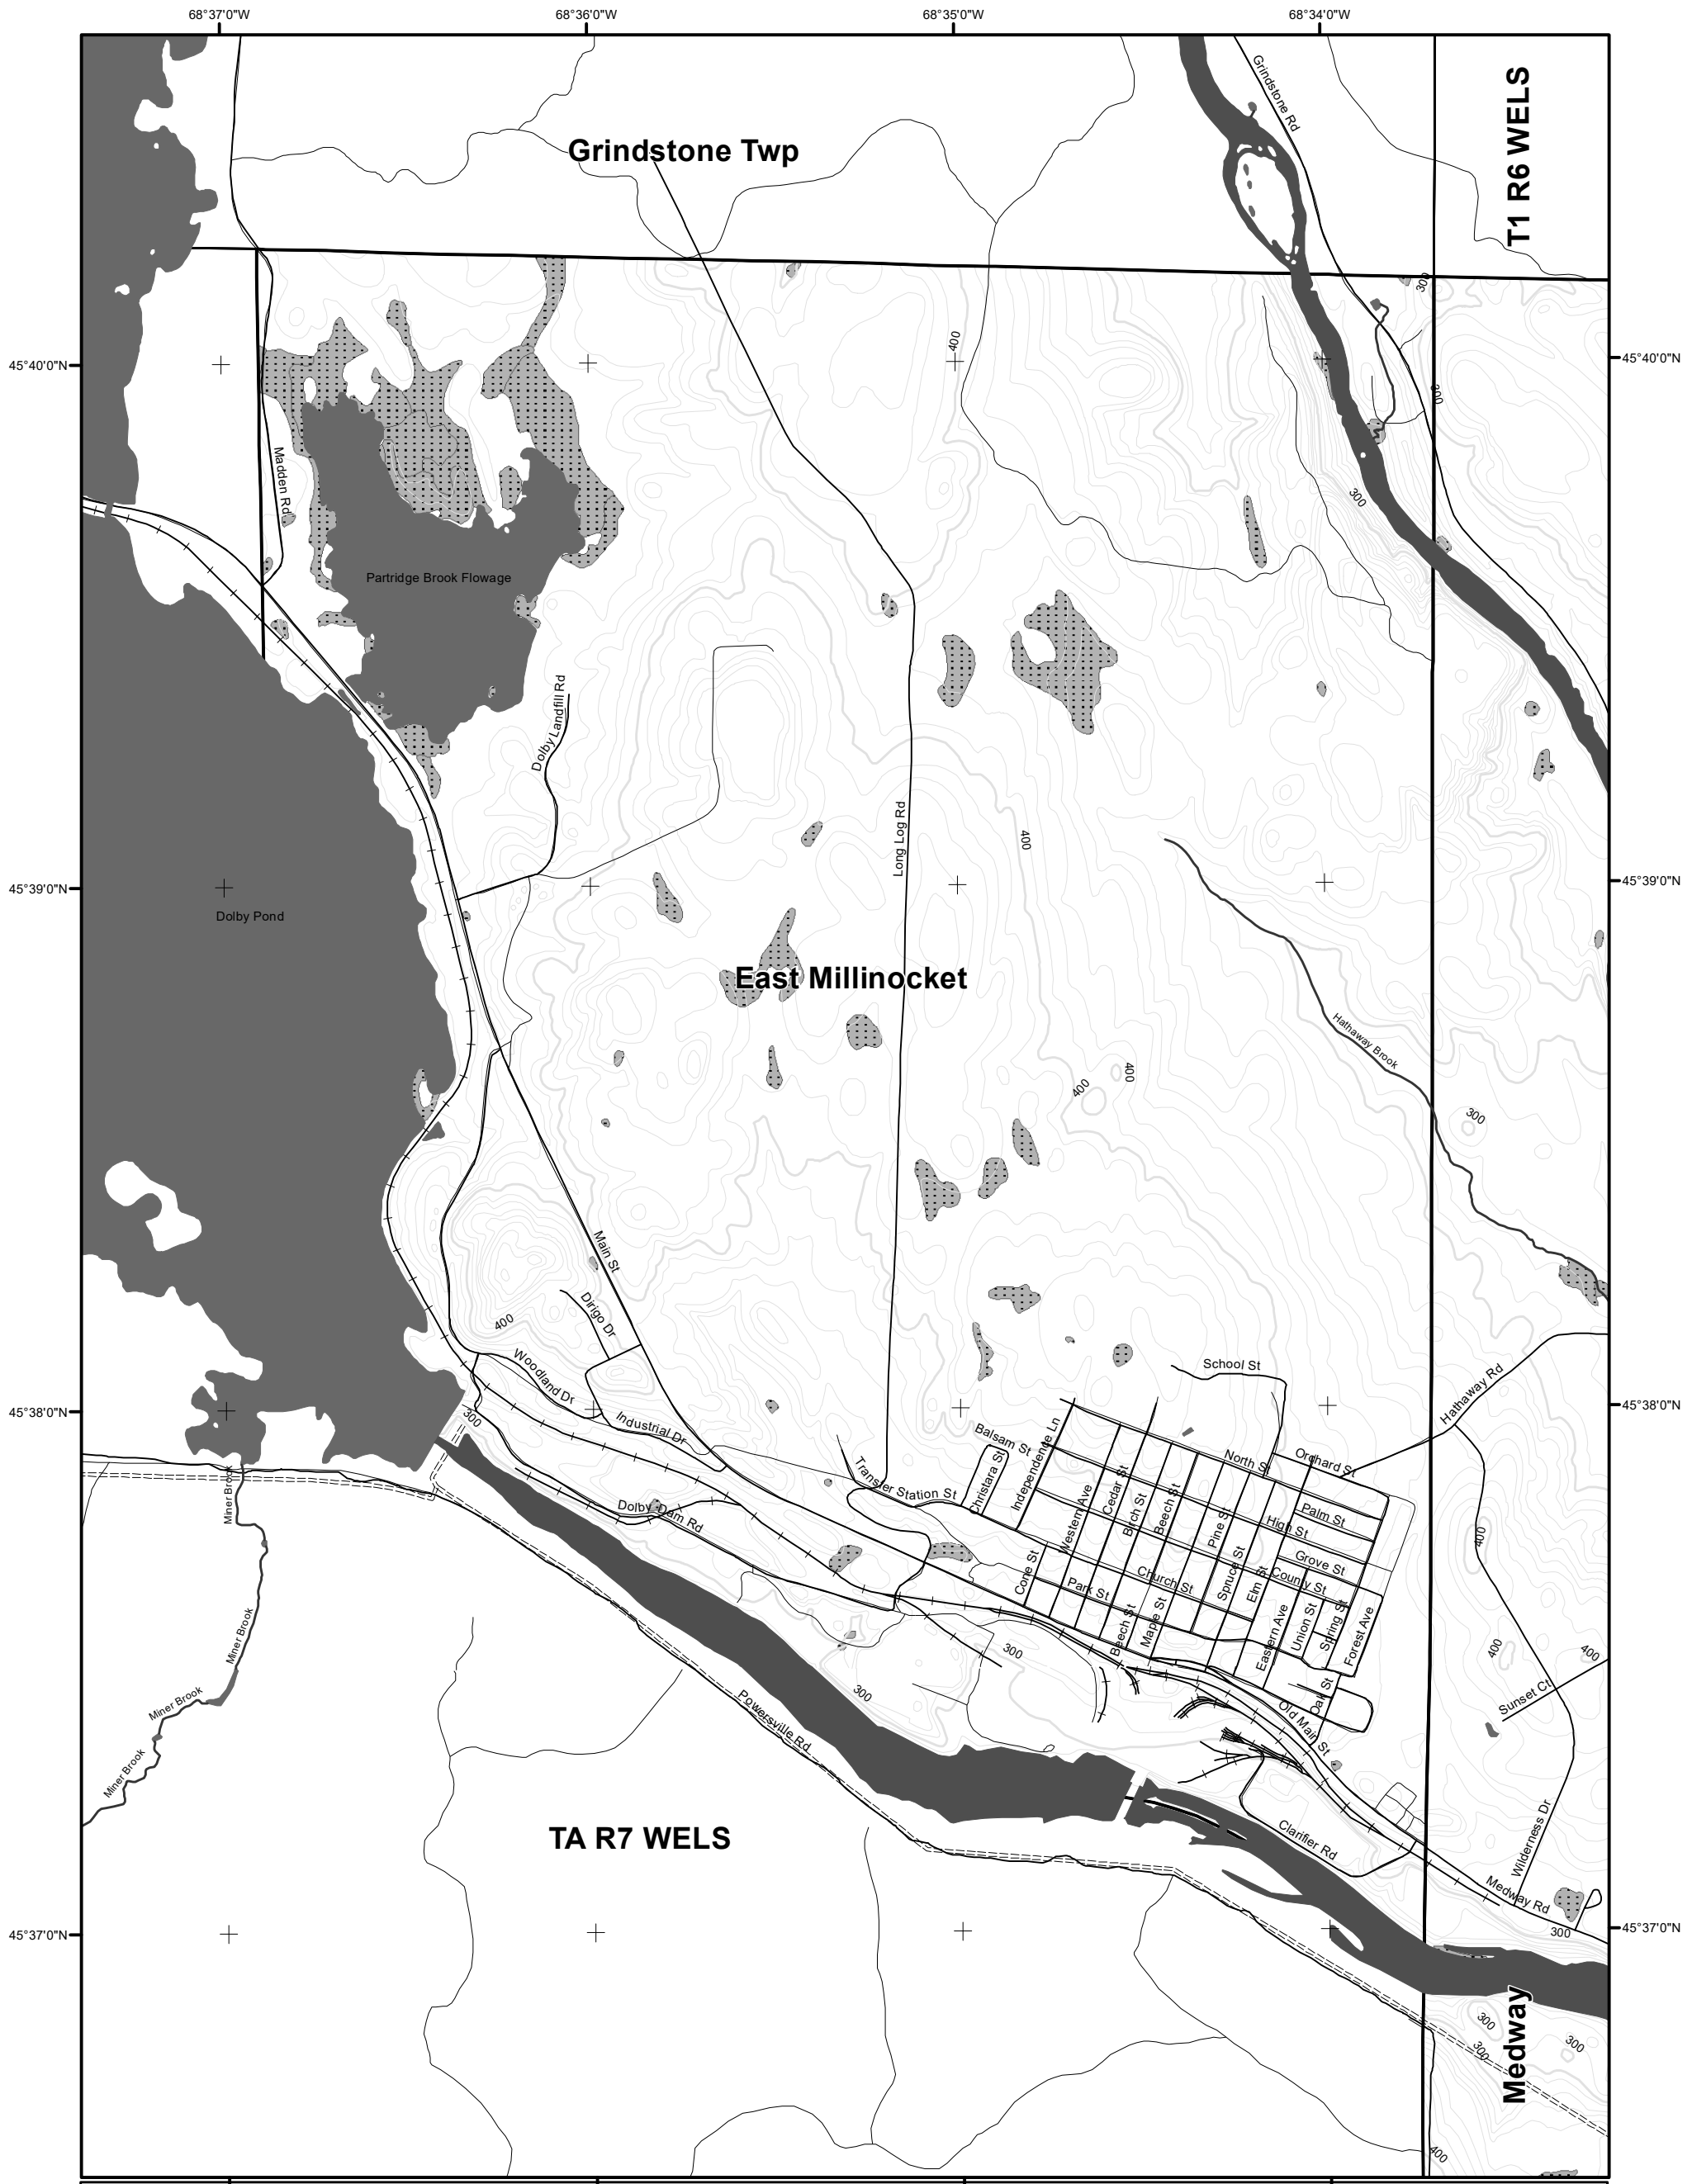 68°37'0"W
68°36'0"W
68°35'0"W
68°34'0"W
Grindstone Rd
T1 R6 WELS
Grindstone Twp
300
45°40'0"N
400
45°40'0"N
300
Madden Rd
300
Partridge Brook Flowage
Dolby Landfill Rd
Long Log Rd
400
45°39'0"N
45°39'0"N
Dolby Pond
East Millinocket
Hathaway Brook
400
400
300
Main St
Dirigo Dr
400
Woodland Dr
School St
Hathaway Rd
45°38'0"N
45°38'0"N
300
Industrial Dr
Balsam St
Independence Ln
Christara St
North St
Orchard St
Transfer Station St
Miner Brook
Dolby Dam Rd
Western Ave
Cedar St
Birch St
Beech St
Pine St
High St
Palm St
400
Grove St
County St
Cone St
Park St
Church St
Spruce St
Elm St
Beech St
Maple St
Eastern Ave
Union St
Spring St
Forest Ave
Miner Brook
300
400
400
Miner Brook
300
Powersville Rd
Oak St
Old Main St
Sunset Ct
Miner Brook
TA R7 WELS
Clarifier Rd
Wilderness Dr
Medway Rd
45°37'0"N
45°37'0"N
300
Medway
300
300
300
400